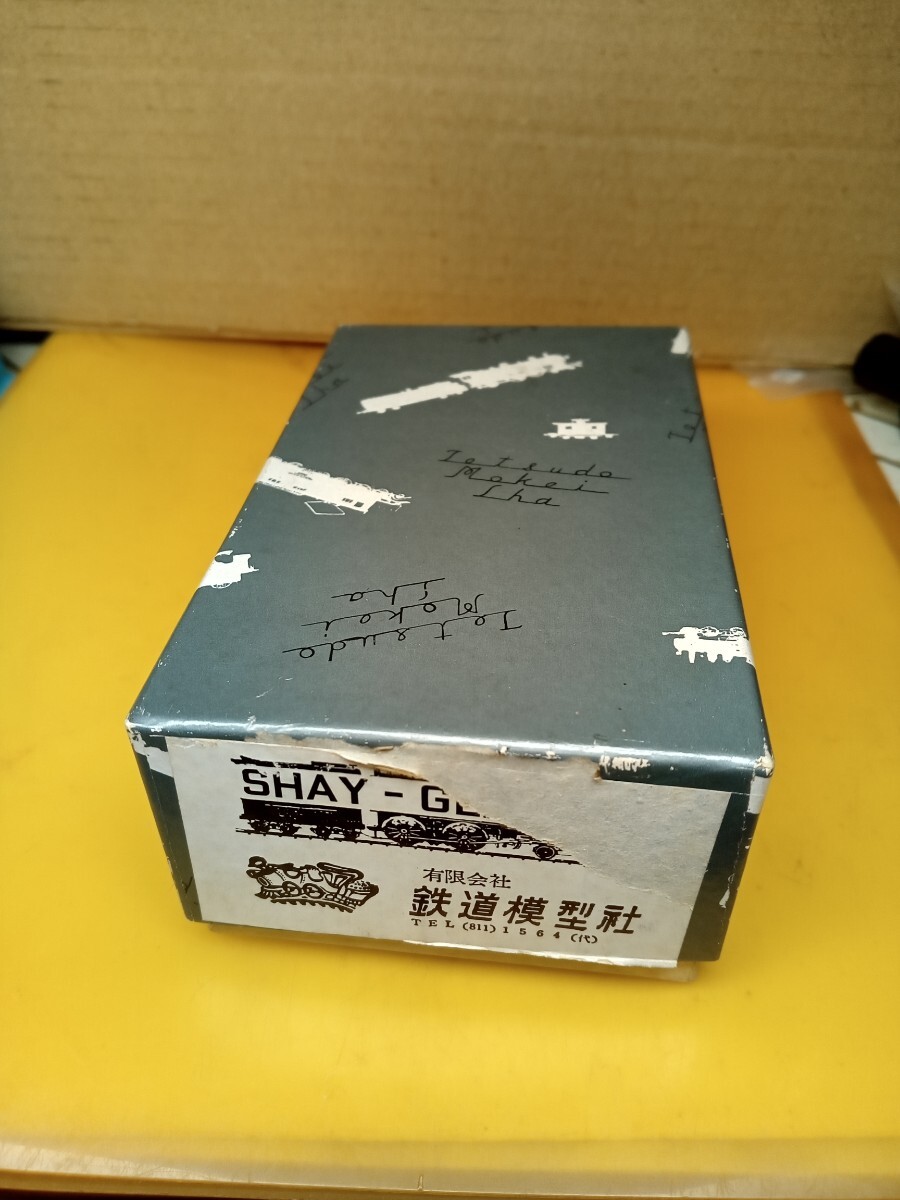 Tetsudo
Mokei
Sha
Tetsudo
Mokei
Sha
SHAY - GE
有限会社
鉄道模型社
TEL (811) 1564 (代)